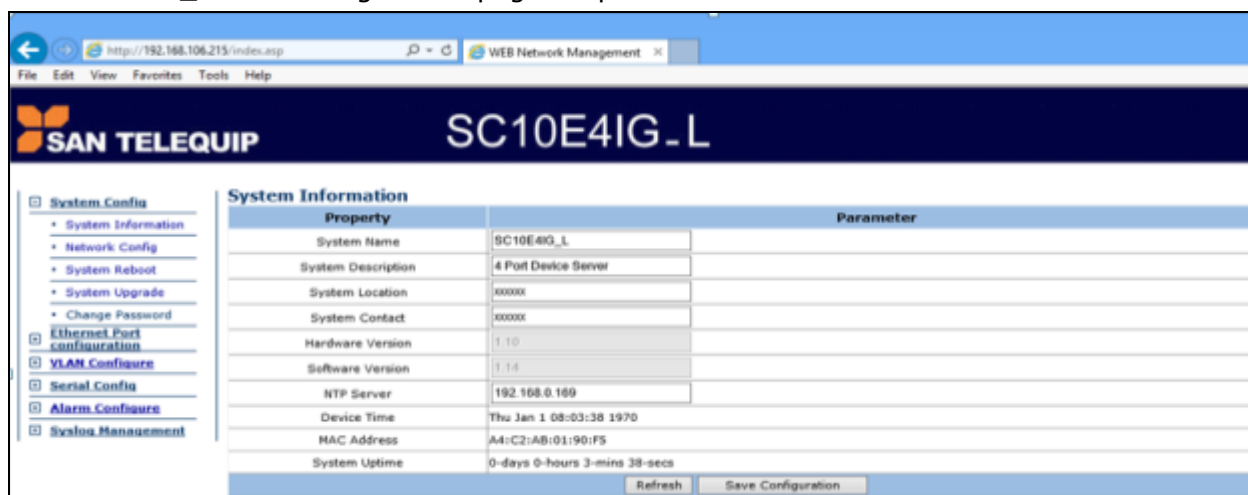 http://192.168.106.215/index.asp
WEB Network Management
File Edit View Favorites Tools Help
SAN TELEQUIP
SC10E4IG_L
System Config
System Information
Network Config
System Reboot
System Upgrade
Change Password
Ethernet Port
configuration
VLAN Configure
Serial Config
Alarm Configure
Syslog Management
System Information
Property Parameter
System Name SC10E4IG_L
System Description 4 Port Device Server
System Location xxxxxx
System Contact xxxxxx
Hardware Version 1.10
Software Version 1.14
NTP Server 192.168.0.169
Device Time Thu Jan 1 08:03:38 1970
MAC Address A4:C2:AB:01:90:F5
System Uptime 0-days 0-hours 3-mins 38-secs
Refresh Save Configuration